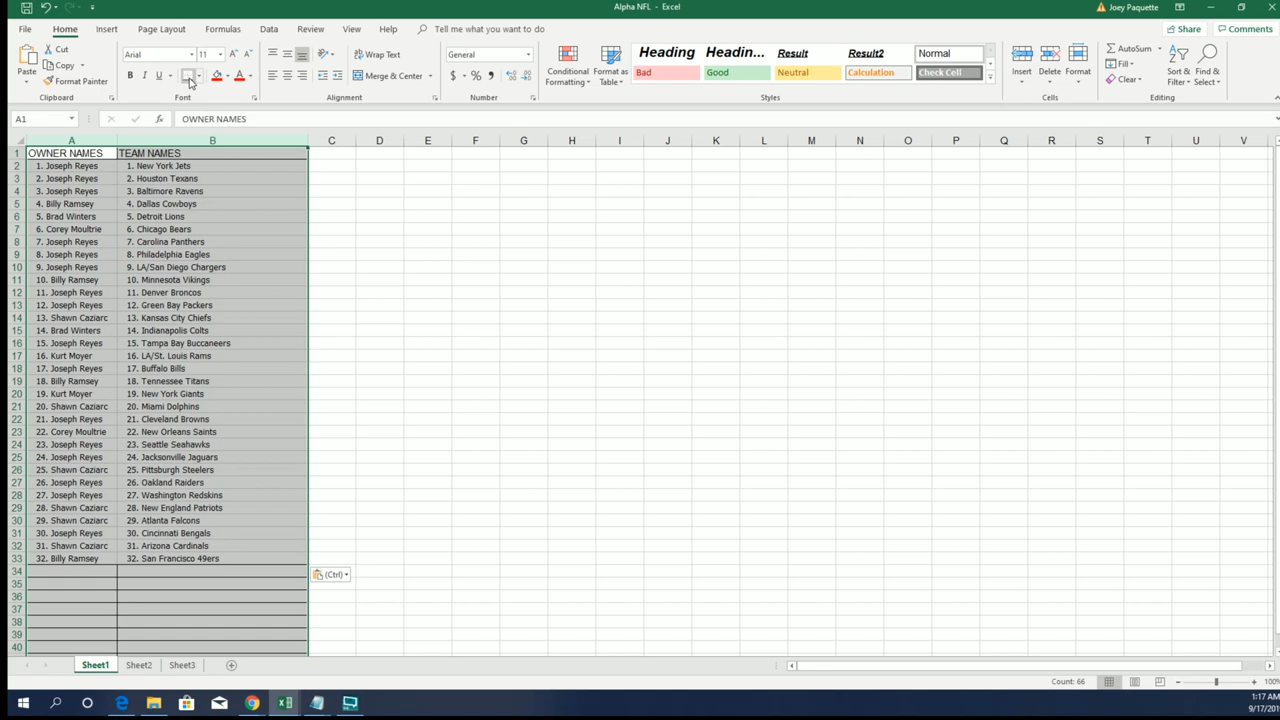 Alpha NFL - Excel
Joey Paquette
File Home Insert Page Layout Formulas Data Review View Help Tell me what you want to do Share Comments
Paste
Cut
Copy
Format Painter
Arial 11
B I U
Wrap Text
Merge & Center
General
$ % ,
Conditional Formatting
Format as Table
Heading Headin... Result Result2 Normal
Bad Good Neutral Calculation Check Cell
Insert Delete Format
AutoSum
Fill
Clear
Sort & Filter
Find & Select
Clipboard Font Alignment Number Styles Cells Editing
A1 OWNER NAMES
A B C D E F G H I J K L M N O P Q R S T U V
1 OWNER NAMES TEAM NAMES
2 1. Joseph Reyes 1. New York Jets
3 2. Joseph Reyes 2. Houston Texans
4 3. Joseph Reyes 3. Baltimore Ravens
5 4. Billy Ramsey 4. Dallas Cowboys
6 5. Brad Winters 5. Detroit Lions
7 6. Corey Moultrie 6. Chicago Bears
8 7. Joseph Reyes 7. Carolina Panthers
9 8. Joseph Reyes 8. Philadelphia Eagles
10 9. Joseph Reyes 9. LA/San Diego Chargers
11 10. Billy Ramsey 10. Minnesota Vikings
12 11. Joseph Reyes 11. Denver Broncos
13 12. Joseph Reyes 12. Green Bay Packers
14 13. Shawn Caziarc 13. Kansas City Chiefs
15 14. Brad Winters 14. Indianapolis Colts
16 15. Joseph Reyes 15. Tampa Bay Buccaneers
17 16. Kurt Moyer 16. LA/St. Louis Rams
18 17. Joseph Reyes 17. Buffalo Bills
19 18. Billy Ramsey 18. Tennessee Titans
20 19. Kurt Moyer 19. New York Giants
21 20. Shawn Caziarc 20. Miami Dolphins
22 21. Joseph Reyes 21. Cleveland Browns
23 22. Corey Moultrie 22. New Orleans Saints
24 23. Joseph Reyes 23. Seattle Seahawks
25 24. Joseph Reyes 24. Jacksonville Jaguars
26 25. Shawn Caziarc 25. Pittsburgh Steelers
27 26. Joseph Reyes 26. Oakland Raiders
28 27. Joseph Reyes 27. Washington Redskins
29 28. Shawn Caziarc 28. New England Patriots
30 29. Shawn Caziarc 29. Atlanta Falcons
31 30. Joseph Reyes 30. Cincinnati Bengals
32 31. Shawn Caziarc 31. Arizona Cardinals
33 32. Billy Ramsey 32. San Francisco 49ers
34 (Ctrl)
35
36
37
38
39
40
Sheet1 Sheet2 Sheet3
Count: 66 100%
1:17 AM
9/17/20